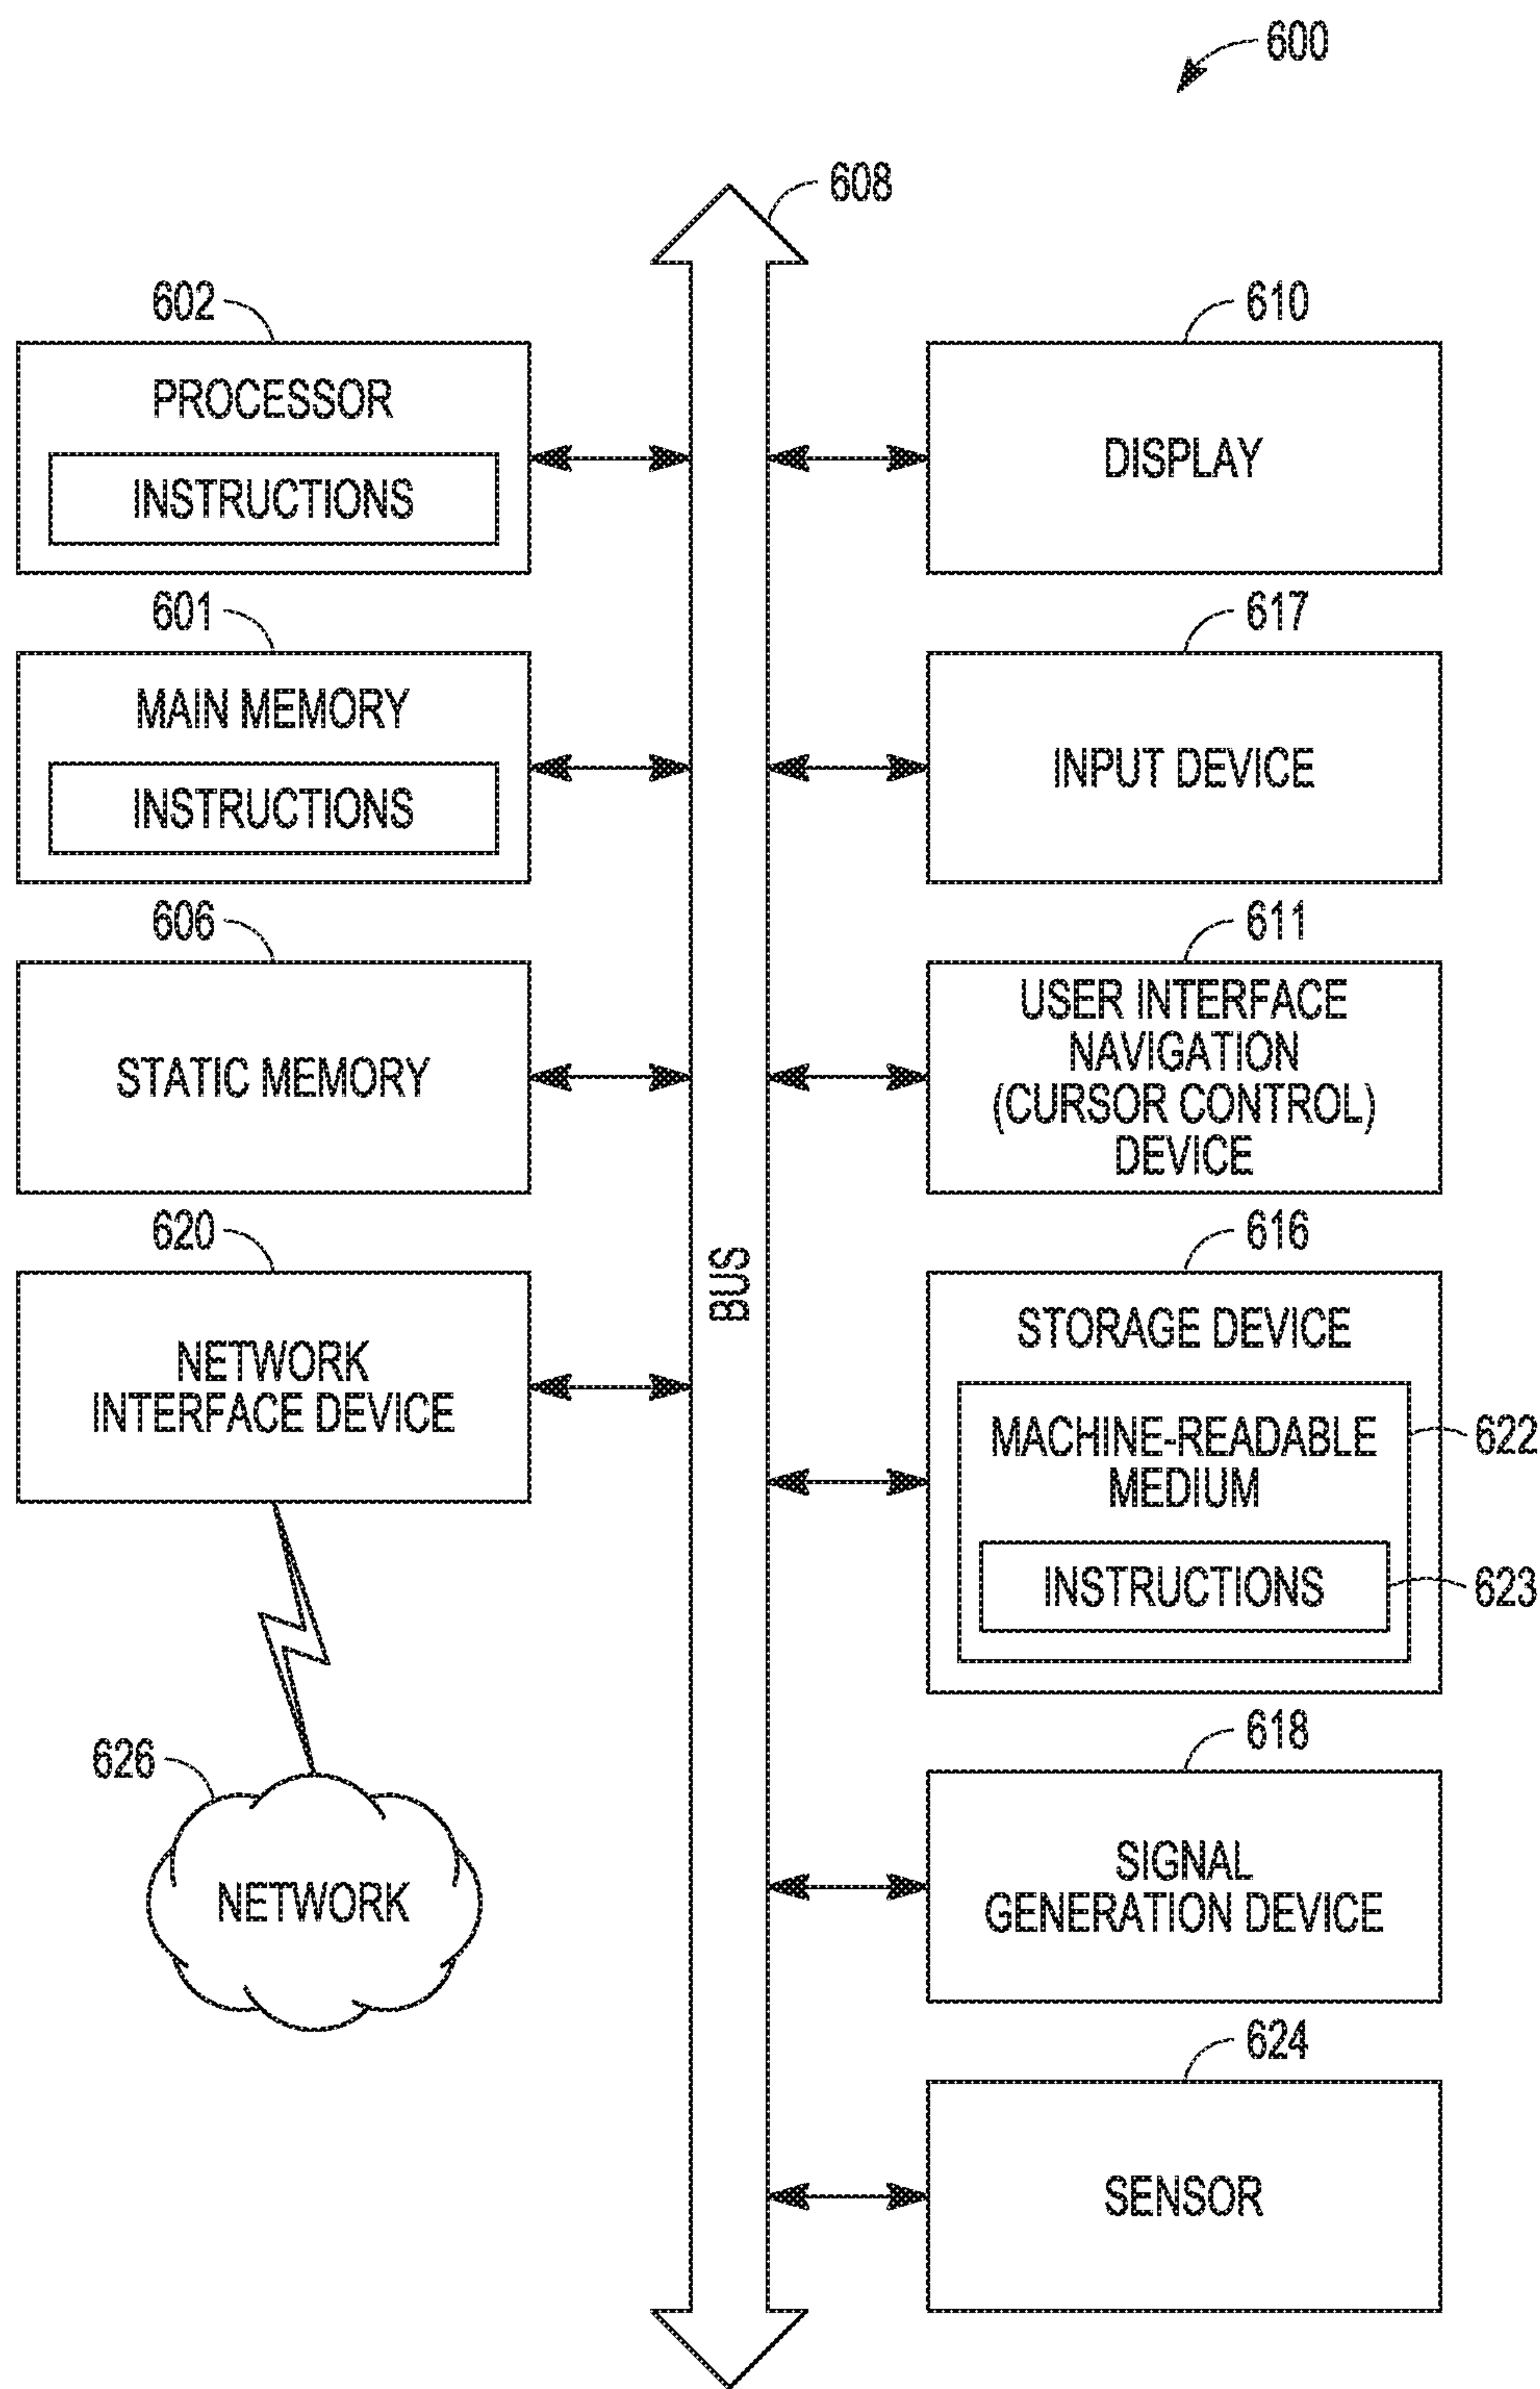 600
608
602
PROCESSOR
INSTRUCTIONS
601
MAIN MEMORY
INSTRUCTIONS
606
STATIC MEMORY
620
NETWORK
INTERFACE DEVICE
626
NETWORK
BUS
610
DISPLAY
617
INPUT DEVICE
611
USER INTERFACE
NAVIGATION
(CURSOR CONTROL)
DEVICE
616
STORAGE DEVICE
MACHINE-READABLE
MEDIUM
622
INSTRUCTIONS
623
618
SIGNAL
GENERATION DEVICE
624
SENSOR